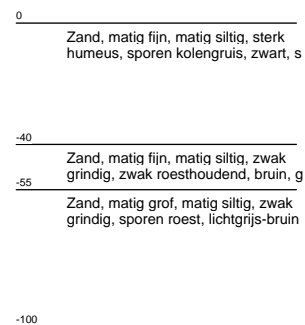 0
Zand, matig fijn, matig siltig, sterk
humeus, sporen kolengruis, zwart, s
-40
Zand, matig fijn, matig siltig, zwak
grindig, zwak roesthoudend, bruin, g
-55
Zand, matig grof, matig siltig, zwak
grindig, sporen roest, lichtgrijs-bruin
-100